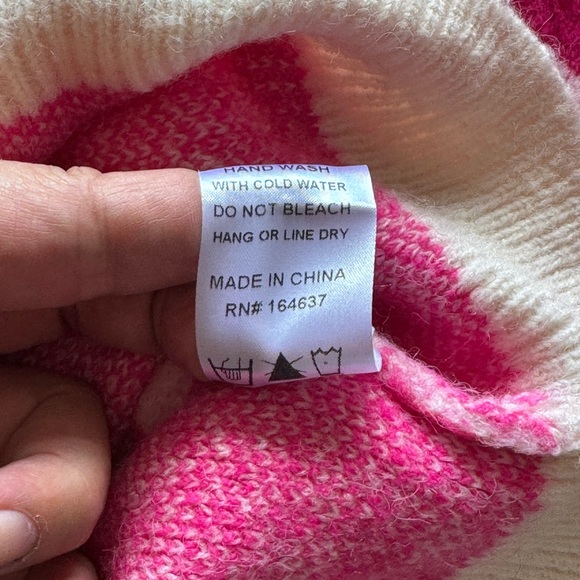 HAND WASH
WITH COLD WATER
DO NOT BLEACH
HANG OR LINE DRY
MADE IN CHINA
RN# 164637